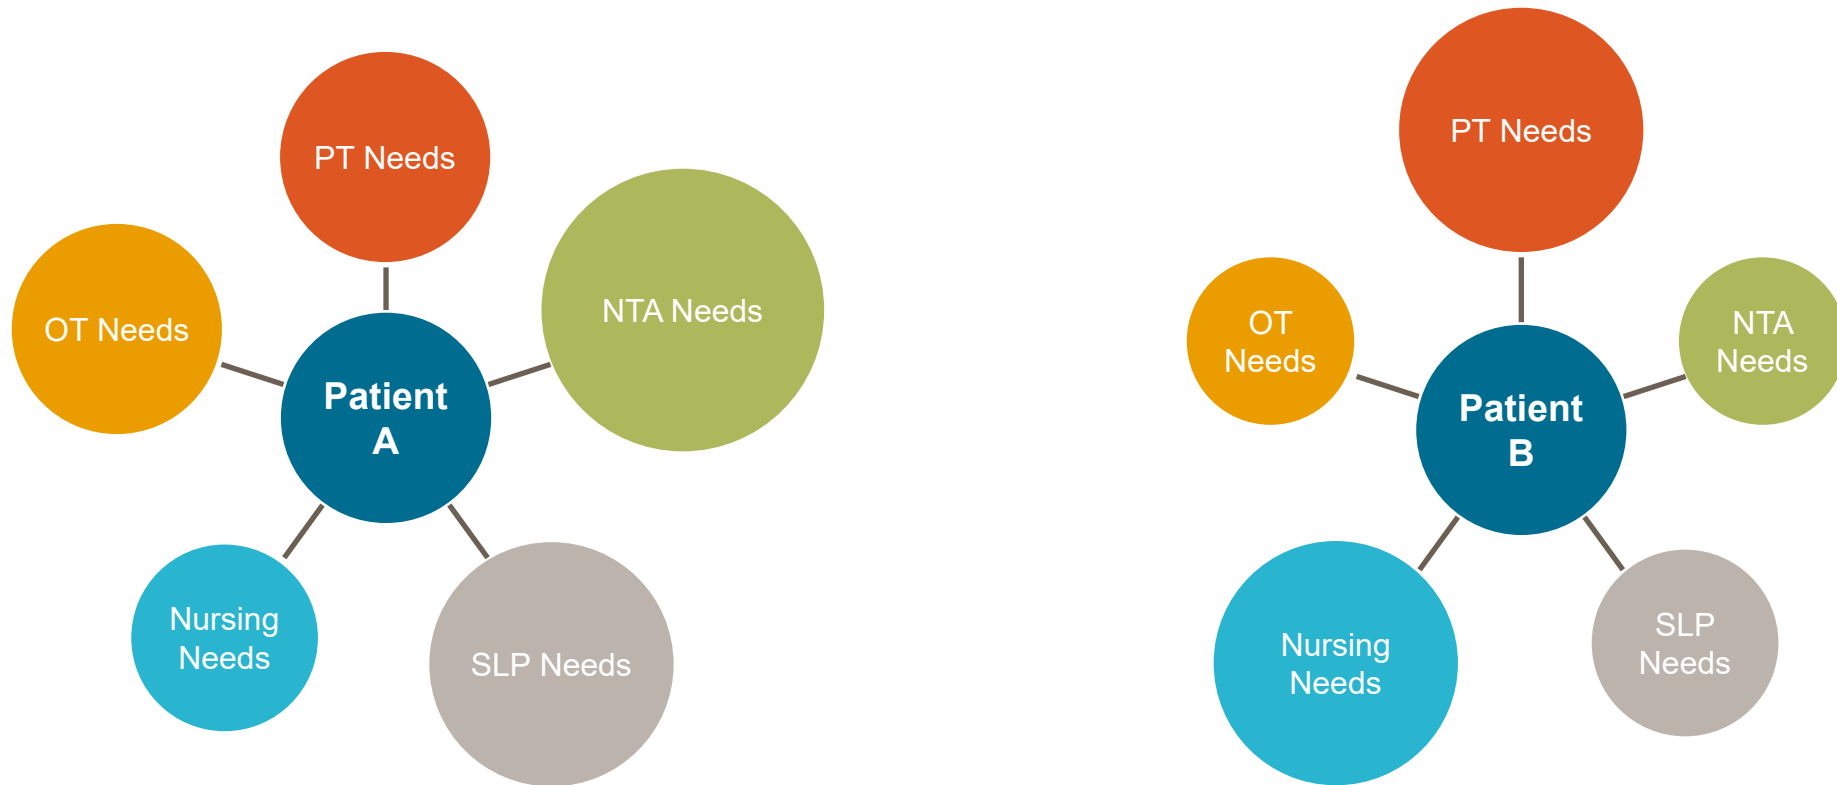 PT Needs
NTA Needs
OT Needs
Patient
A
Nursing
Needs
SLP Needs
PT Needs
OT
Needs
NTA
Needs
Patient
B
Nursing
Needs
SLP
Needs